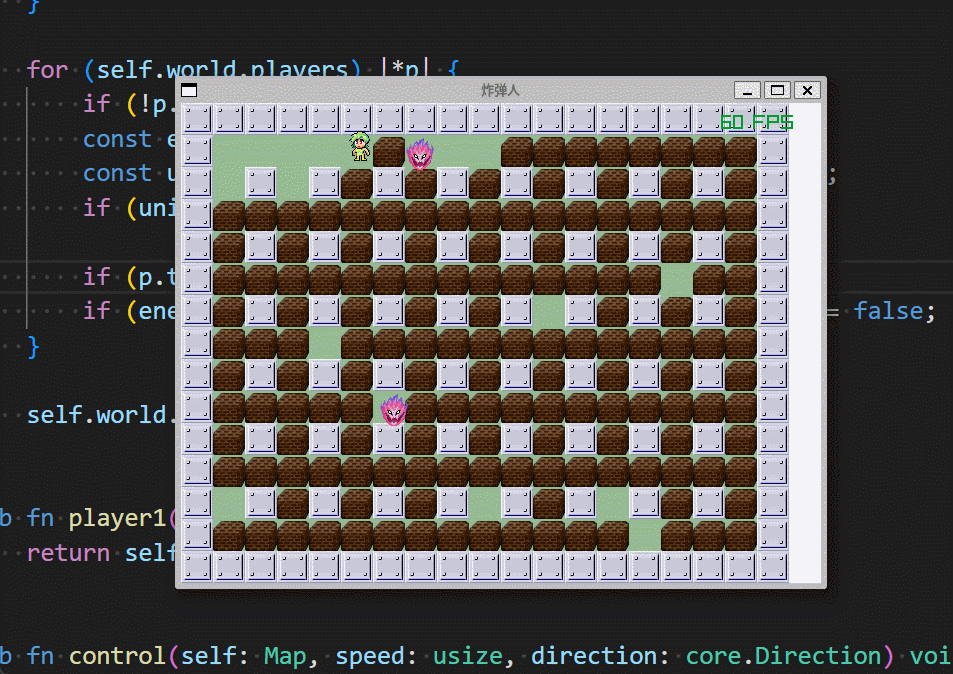 }
for (self.world.players) |*p| {
if (!p.
const e
const u
;
if (uni
if (p.t
if (ene
= false;
}
self.world.
b fn player1(
return self
b fn control(self: Map, speed: usize, direction: core.Direction) voi
炸弹人
60 FPS